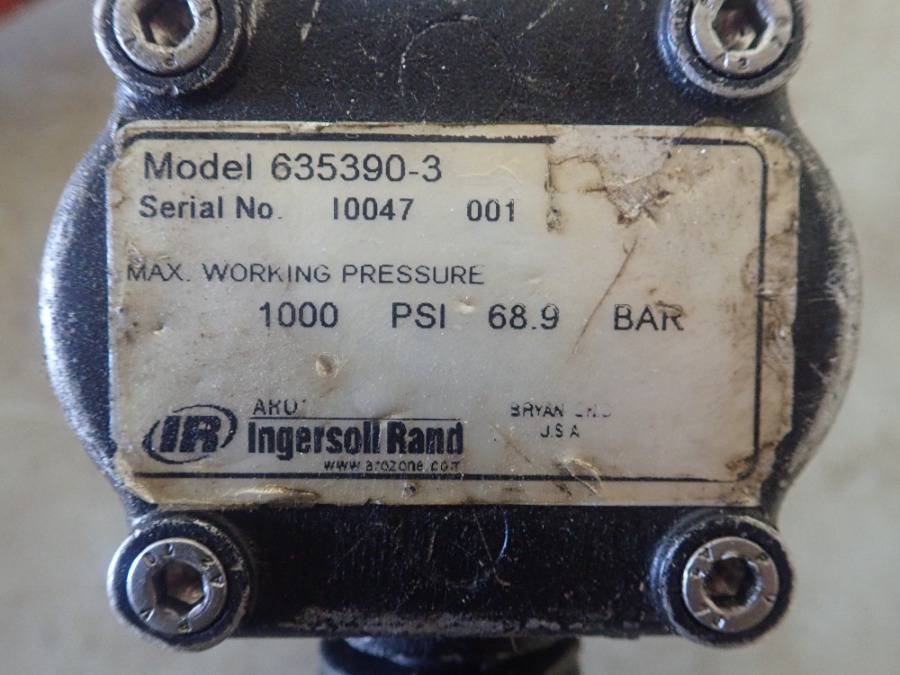 Model 635390-3
Serial No. I0047 001
MAX. WORKING PRESSURE
1000 PSI 68.9 BAR
IR
ARO
Ingersoll Rand
www.arozone.com
BRYAN
U.S.A